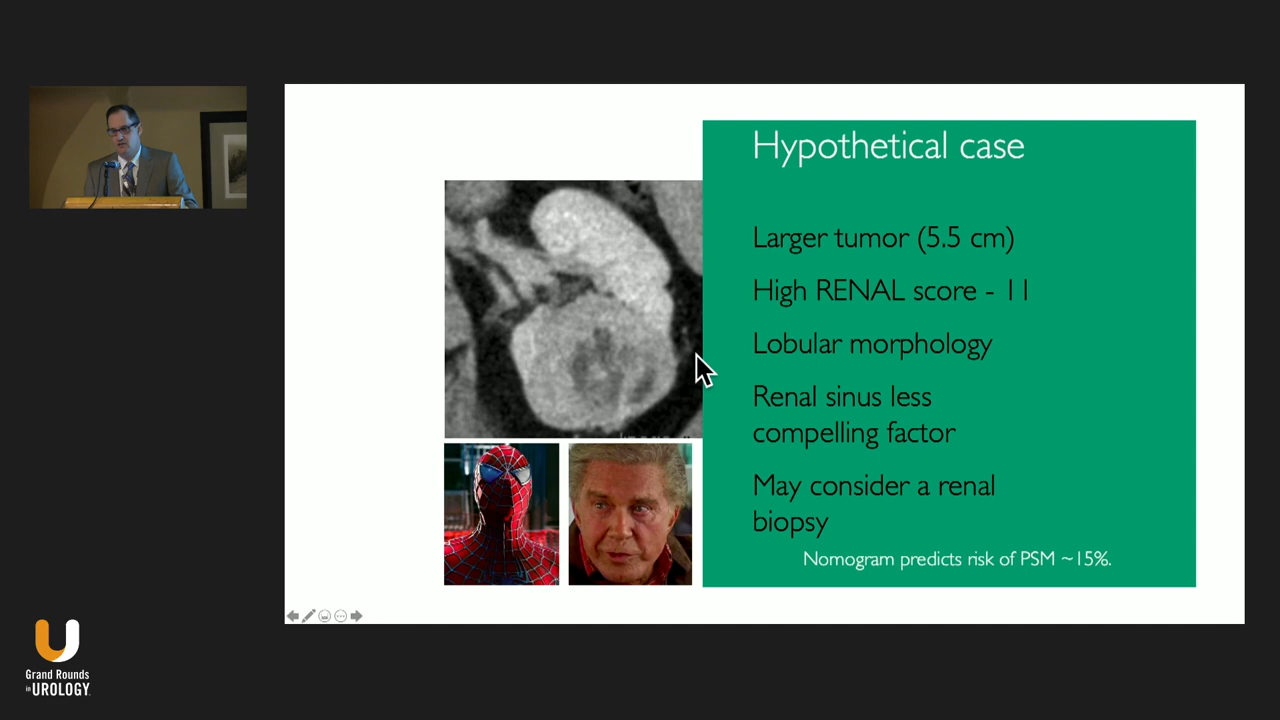 Hypothetical case
Larger tumor (5.5 cm)
High RENAL score - 11
Lobular morphology
Renal sinus less
compelling factor
May consider a renal
biopsy
Nomogram predicts risk of PSM ~15%.
Grand Rounds
in UROLOGY